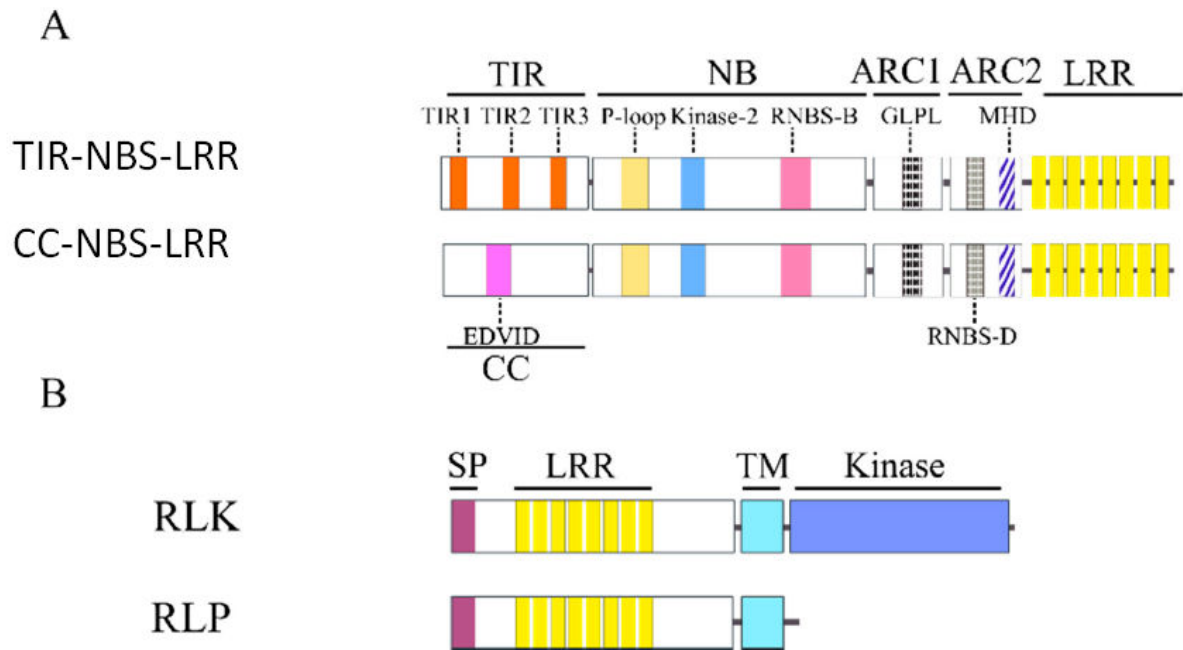 A
TIR NB ARC1 ARC2 LRR
TIR1 TIR2 TIR3 P-loop Kinase-2 RNBS-B GLPL MHD
TIR-NBS-LRR
CC-NBS-LRR
EDVID RNBS-D
CC
B
SP LRR TM Kinase
RLK
RLP